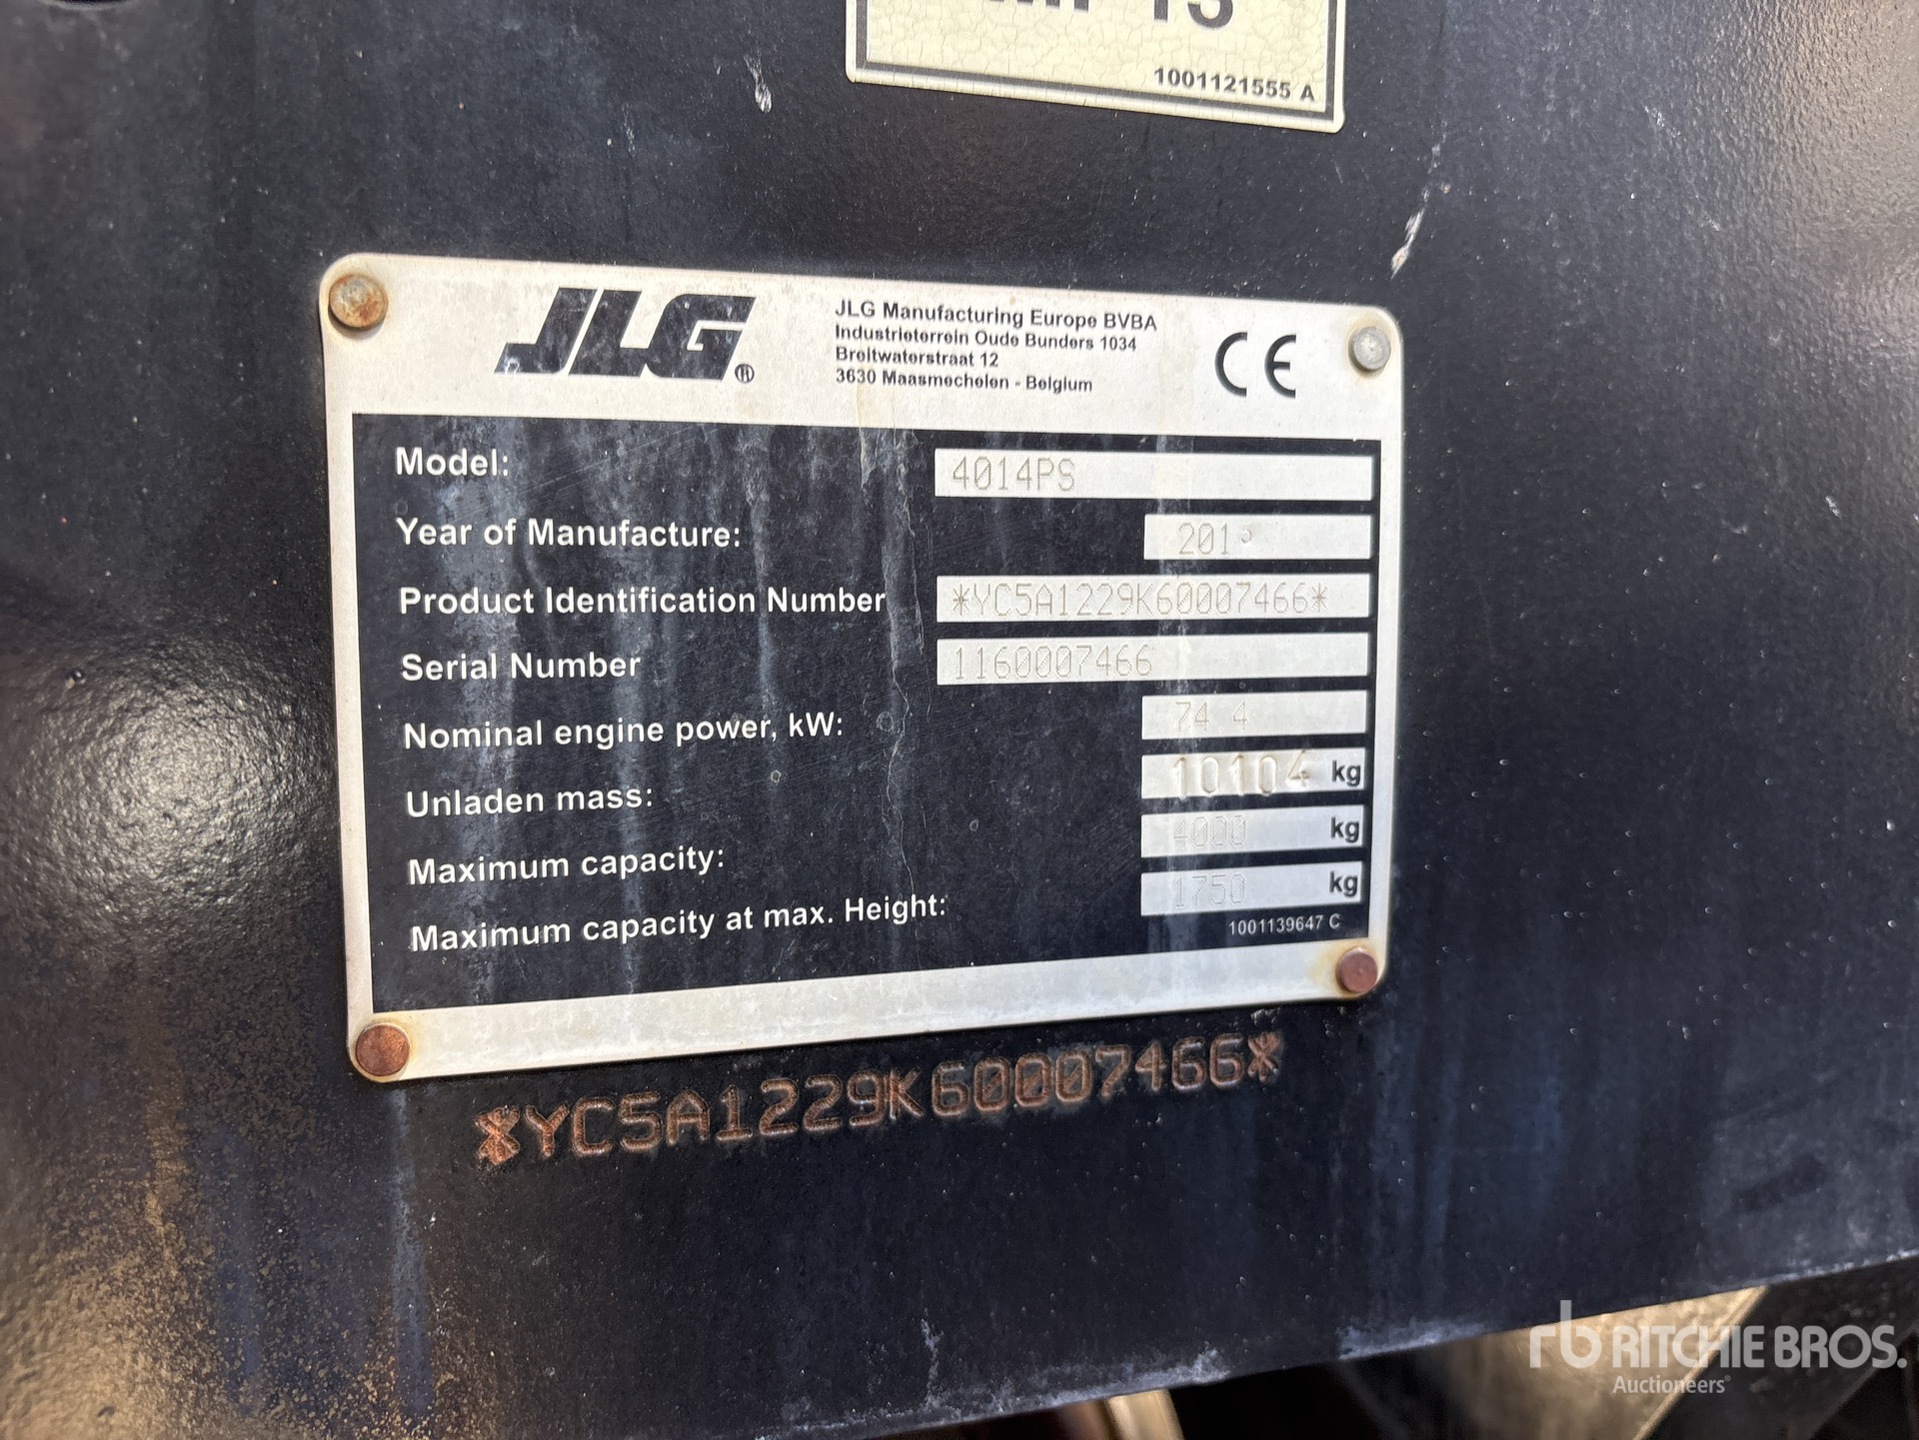 1001121555 A
JLG®
JLG Manufacturing Europe BVBA
Industrieterrein Oude Bunders 1034
Breitwaterstraat 12
3630 Maasmechelen - Belgium
CE
Model: 4014PS
Year of Manufacture:
Product Identification Number *YC5A1229K60007466*
Serial Number 1160007466
Nominal engine power, kW: 74.4
Unladen mass: 10104 kg
Maximum capacity: 4000 kg
Maximum capacity at max. Height: 1750 kg
1001139647 C
*YC5A1229K60007466*
rb RITCHIE BROS.
Auctioneers